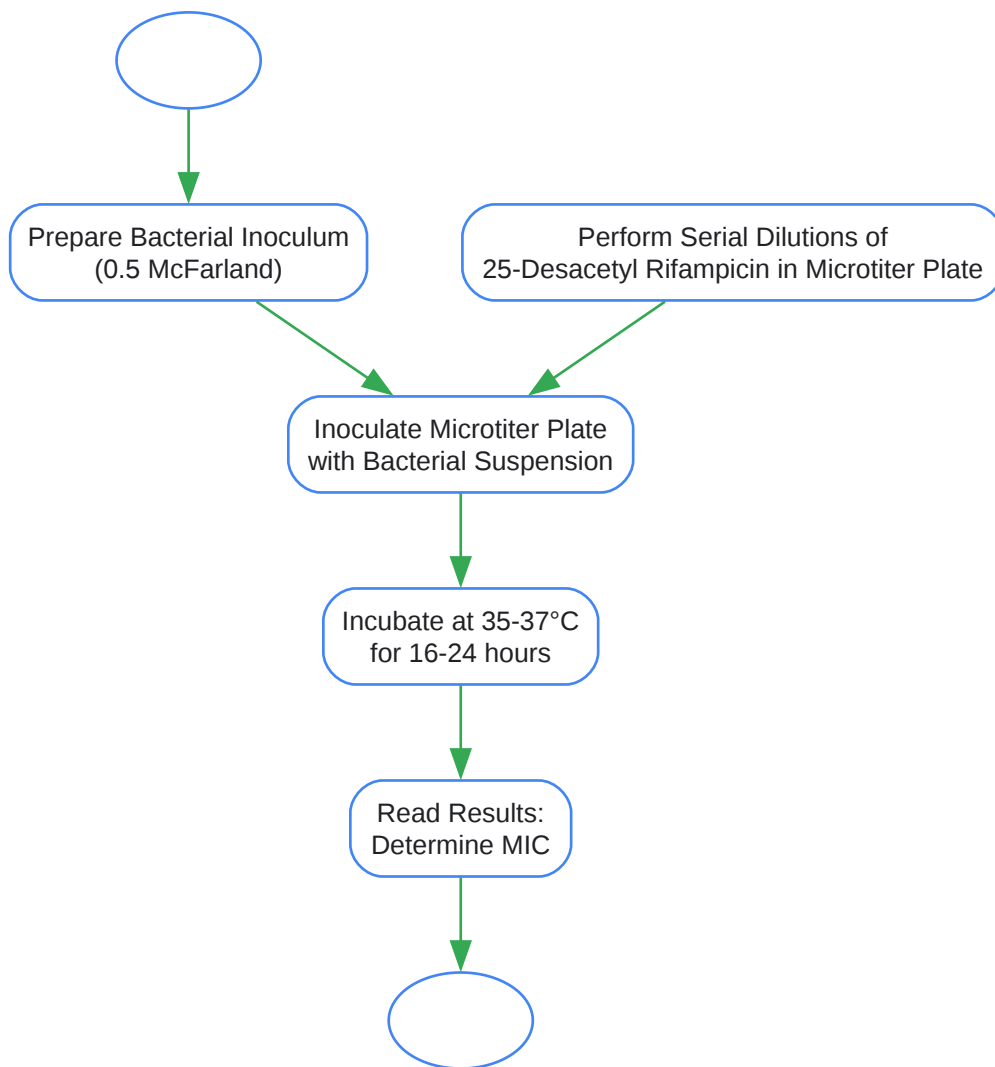 Prepare Bacterial Inoculum
(0.5 McFarland)
Perform Serial Dilutions of
25-Desacetyl Rifampicin in Microtiter Plate
Inoculate Microtiter Plate
with Bacterial Suspension
Incubate at 35-37°C
for 16-24 hours
Read Results:
Determine MIC